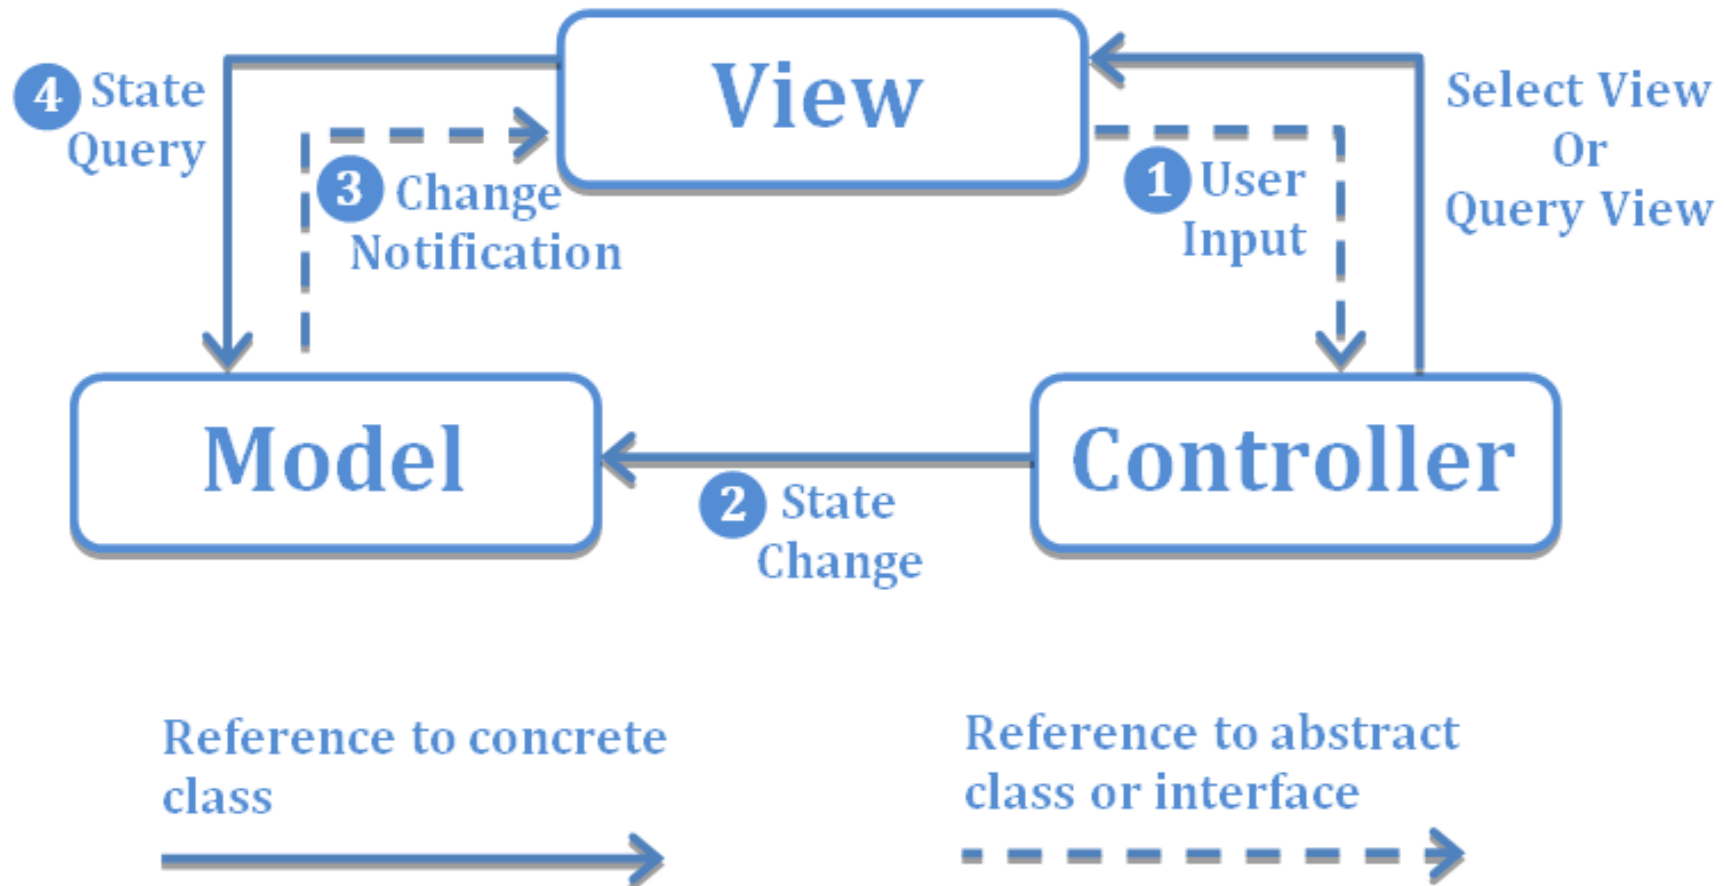 View
4 State
Query
3 Change
Notification
1 User
Input
Select View
Or
Query View
Model
Controller
2 State
Change
Reference to concrete
class
Reference to abstract
class or interface